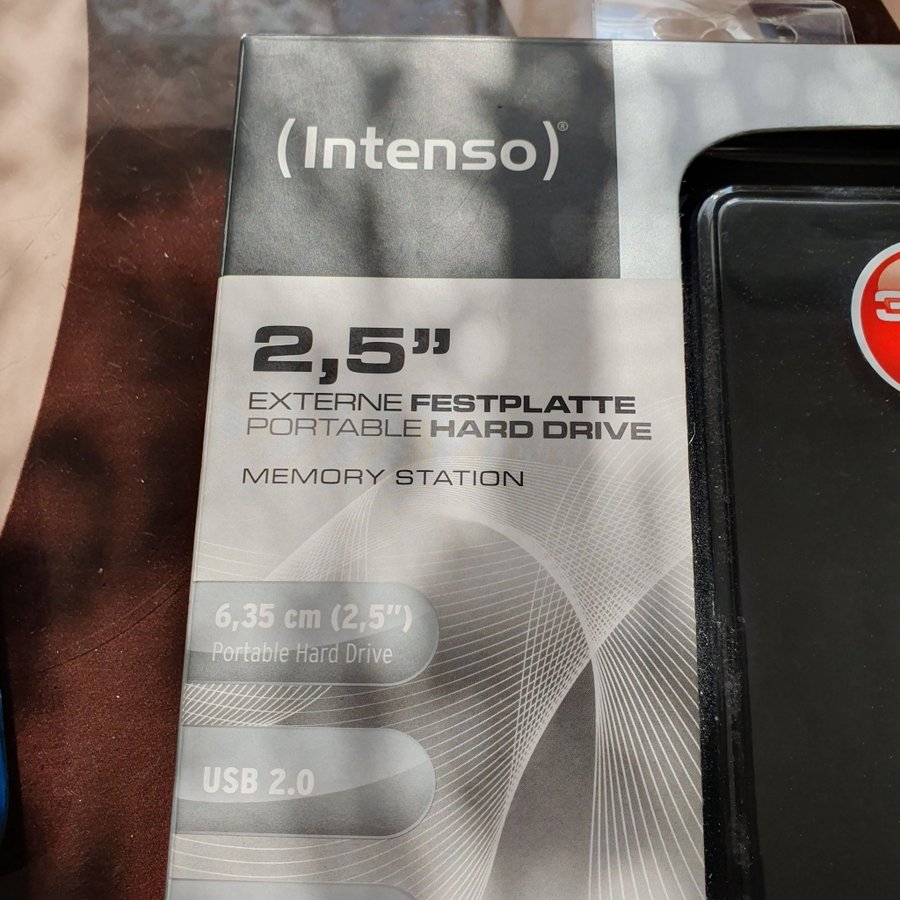 (Intenso)®
2,5”
EXTERNE FESTPLATTE
PORTABLE HARD DRIVE
MEMORY STATION
6,35 cm (2,5”)
Portable Hard Drive
USB 2.0